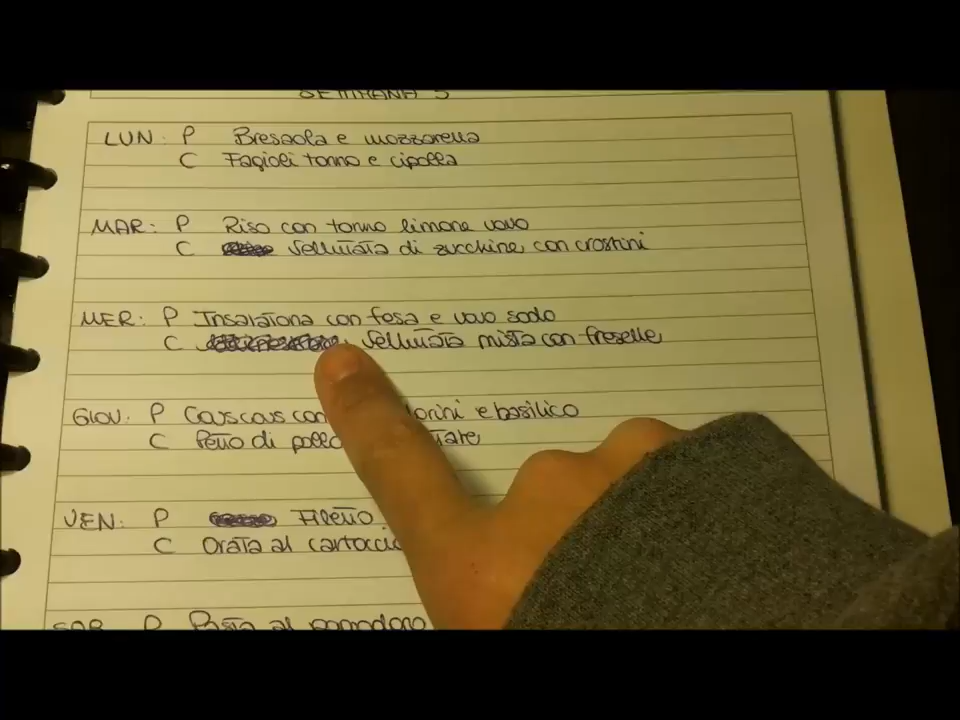 SETTIMANA 3
LUN: P Bresaola e mozzarella
C Fagioli tonno e cipolla
MAR: P Riso con tonno limone uovo
C Vellutata di zucchine con crostini
MER: P Insalatona con fesa e uovo sodo
C Vellutata mista con freselle
GIOV: P Couscous con e basilico
C Petto di pollo
VEN: P Filetto
C Orata al cartoccio
SAB P Pasta al pomodoro